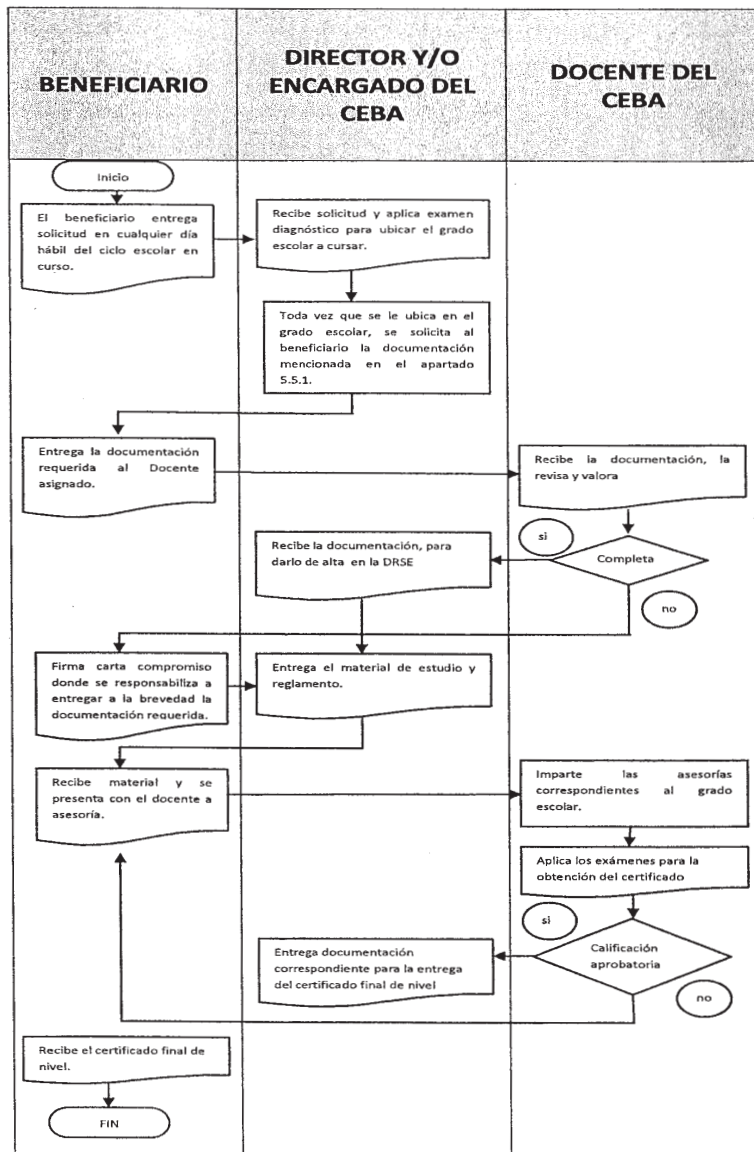 BENEFICIARIO
DIRECTOR Y/O
ENCARGADO DEL
CEBA
DOCENTE DEL
CEBA
Inicio
El beneficiario entrega
solicitud en cualquier día
hábil del ciclo escolar en
curso.
Recibe solicitud y aplica examen
diagnóstico para ubicar el grado
escolar a cursar.
Toda vez que se le ubica en el
grado escolar, se solicita al
beneficiario la documentación
mencionada en el apartado
5.5.1.
Entrega la documentación
requerida al Docente
asignado.
Recibe la documentación, la
revisa y valora
si
Completa
no
Recibe la documentación, para
darlo de alta en la DRSE
Firma carta compromiso
donde se responsabiliza a
entregar a la brevedad la
documentación requerida.
Entrega el material de estudio y
reglamento.
Recibe material y se
presenta con el docente a
asesoría.
Imparte las asesorías
correspondientes al grado
escolar.
Aplica los exámenes para la
obtención del certificado
si
Calificación
aprobatoria
no
Entrega documentación
correspondiente para la entrega
del certificado final de nivel
Recibe el certificado final de
nivel.
FIN